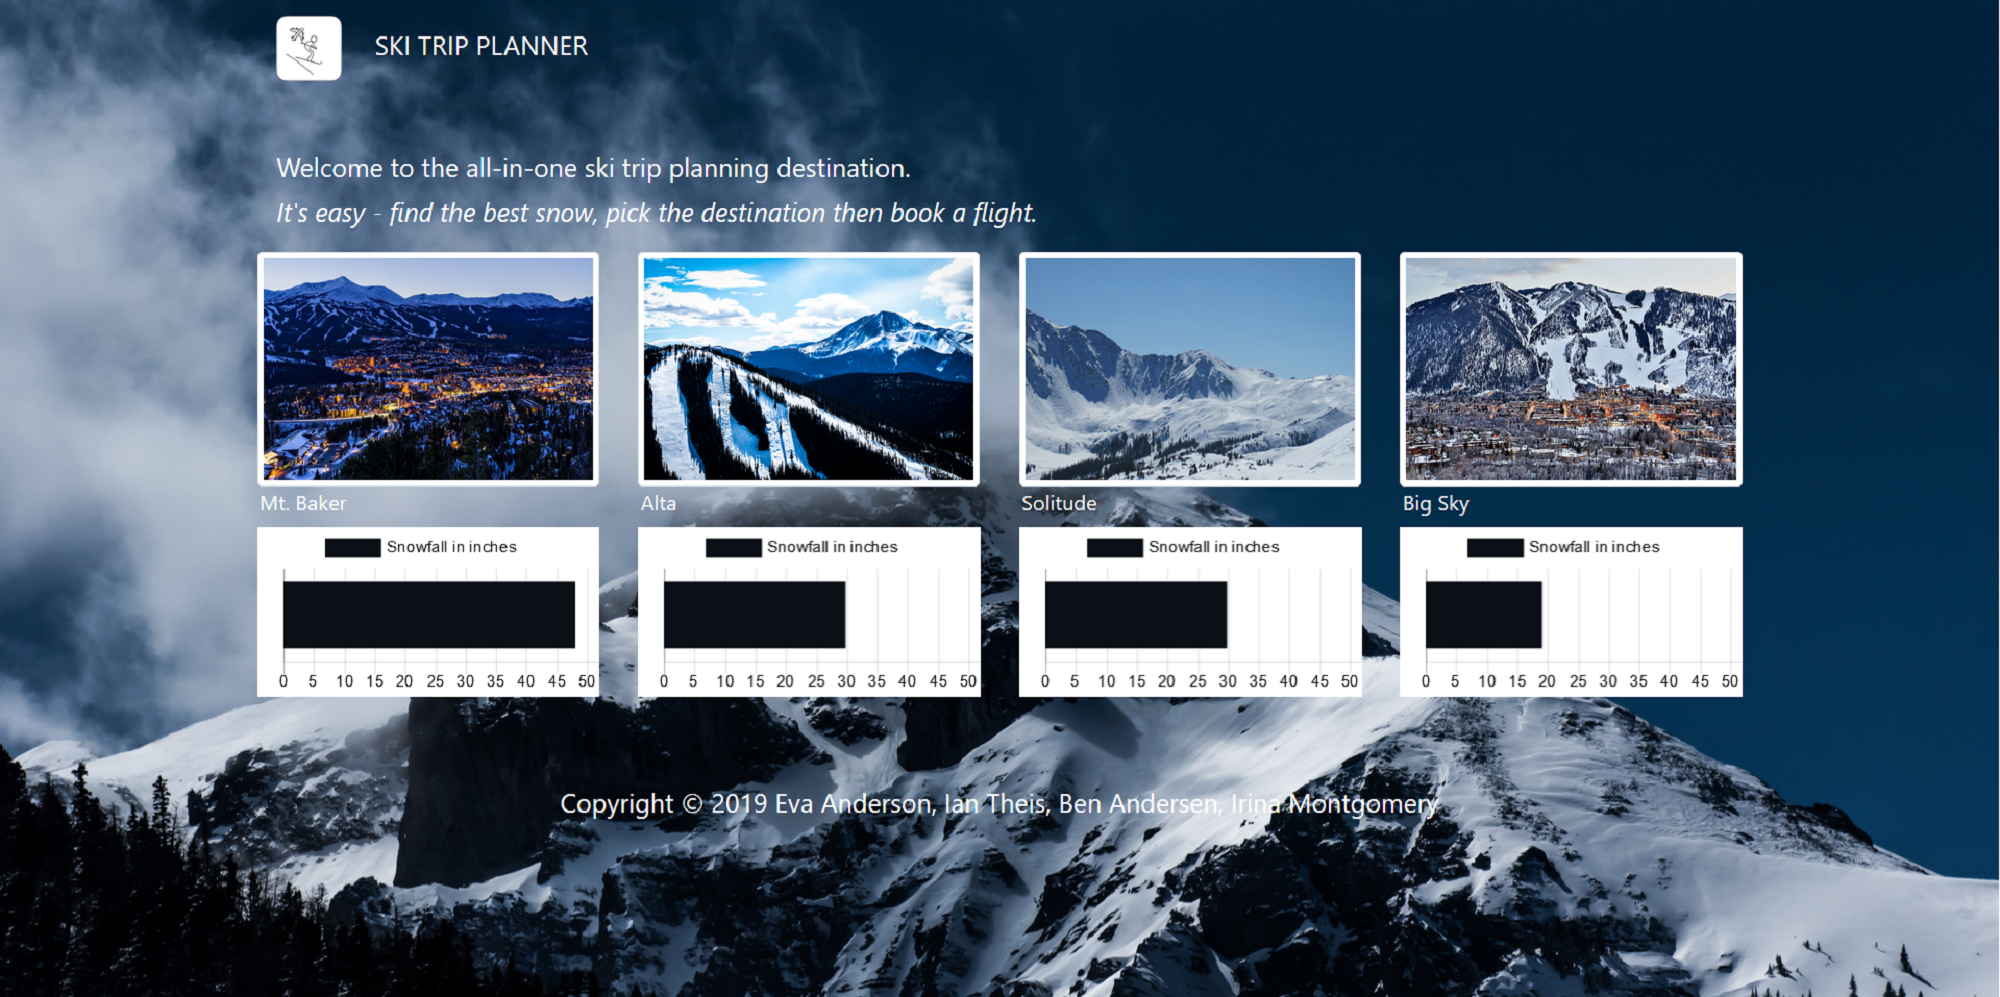 SKI TRIP PLANNER
Welcome to the all-in-one ski trip planning destination.
It's easy - find the best snow, pick the destination then book a flight.
Mt. Baker
Alta
Solitude
Big Sky
Snowfall in inches
0 5 10 15 20 25 30 35 40 45 50
Snowfall in inches
0 5 10 15 20 25 30 35 40 45 50
Snowfall in inches
0 5 10 15 20 25 30 35 40 45 50
Snowfall in inches
0 5 10 15 20 25 30 35 40 45 50
Copyright © 2019 Eva Anderson, Ian Theis, Ben Andersen, Irina Montgomery